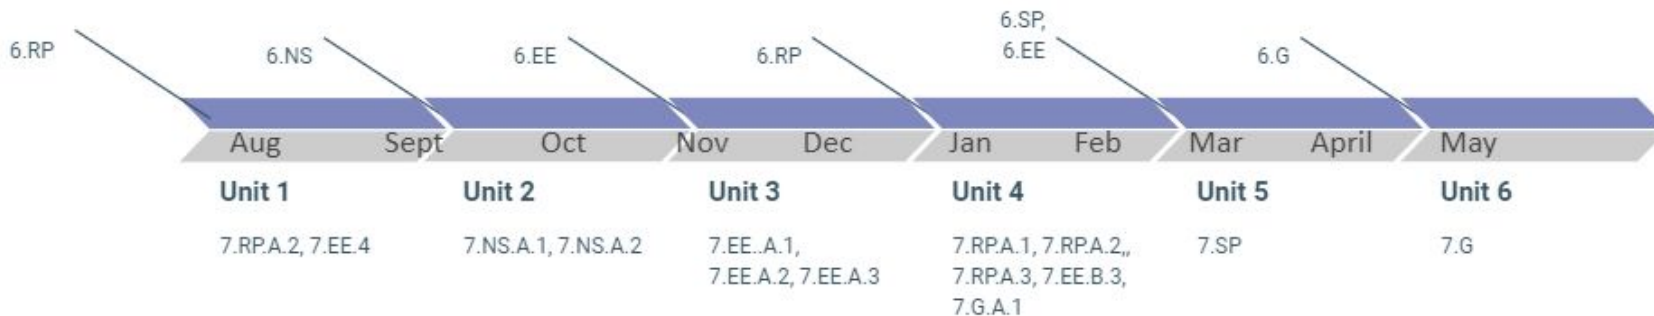 6.RP
6.NS
6.EE
6.RP
6.SP,
6.EE
6.G
Aug
Sept
Oct
Nov
Dec
Jan
Feb
Mar
April
May
Unit 1
Unit 2
Unit 3
Unit 4
Unit 5
Unit 6
7.RP.A.2, 7.EE.4
7.NS.A.1, 7.NS.A.2
7.EE..A.1,
7.EE.A.2, 7.EE.A.3
7.RP.A.1, 7.RP.A.2,,
7.RP.A.3, 7.EE.B.3,
7.G.A.1
7.SP
7.G